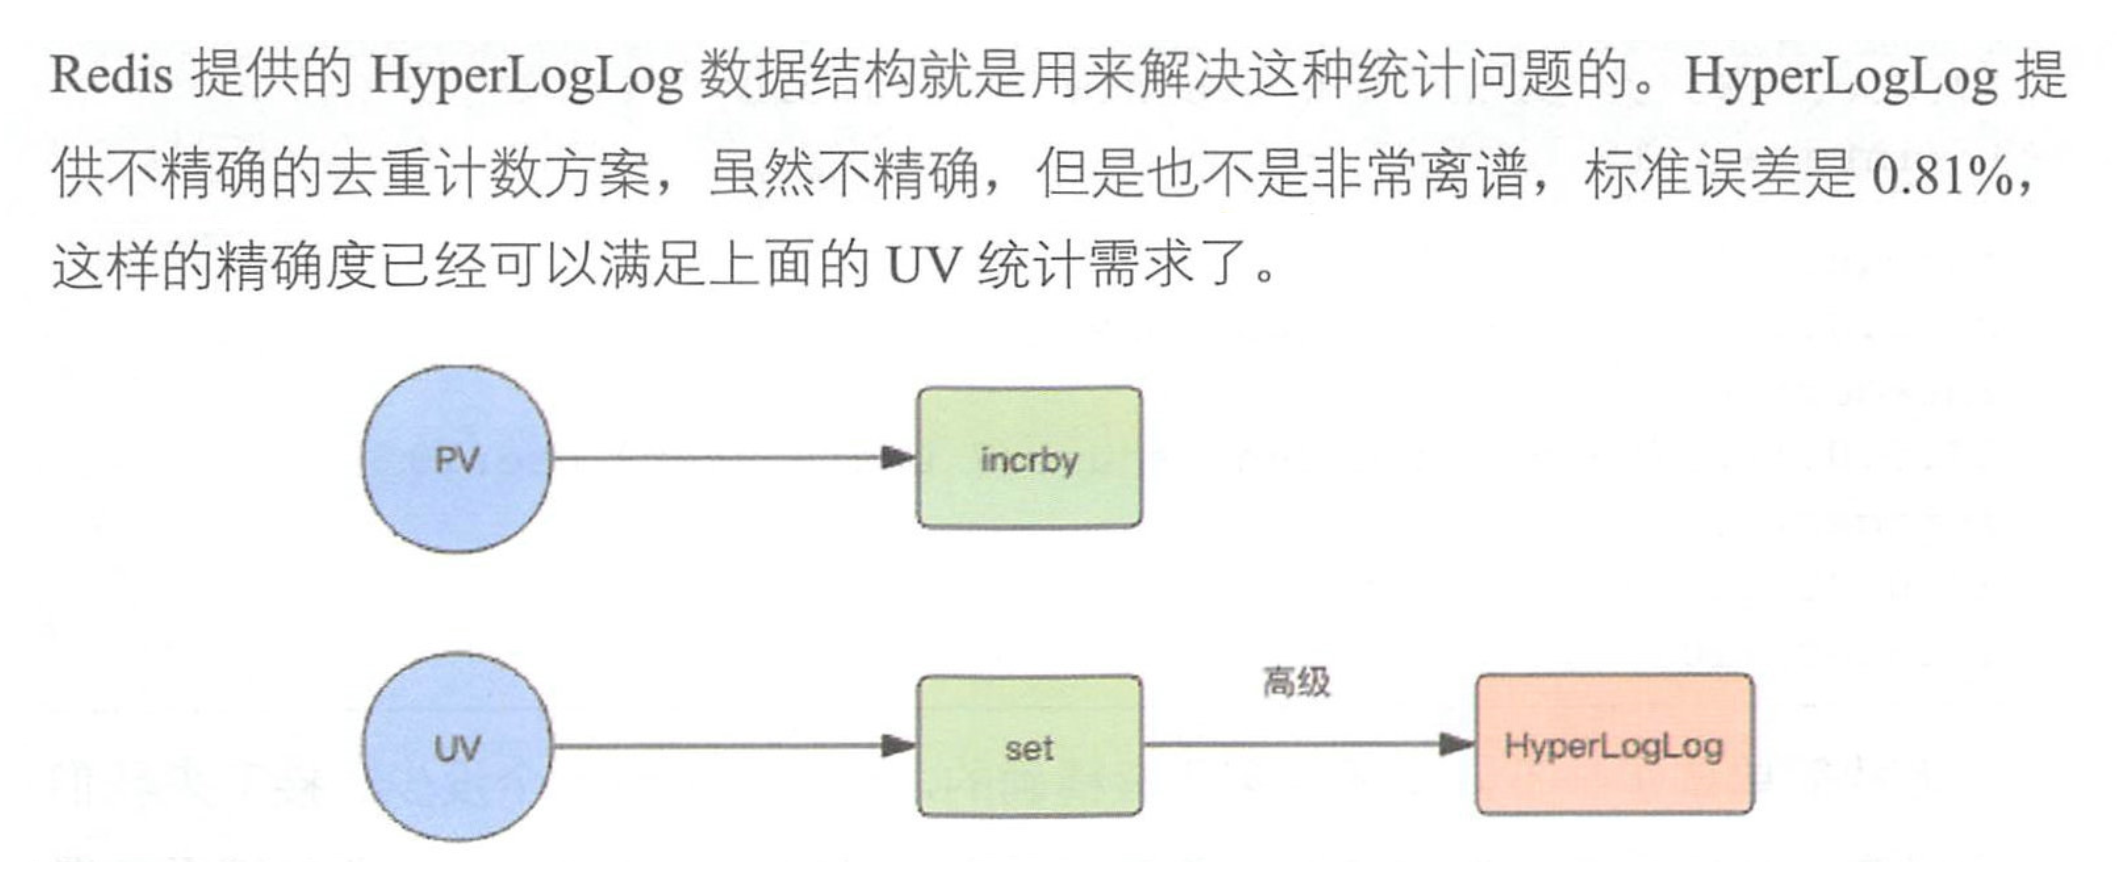 Redis 提供的 HyperLogLog 数据结构就是用来解决这种统计问题的。HyperLogLog 提
供不精确的去重计数方案，虽然不精确，但是也不是非常离谱，标准误差是 0.81%，
这样的精确度已经可以满足上面的 UV 统计需求了。
PV
incrby
UV
set
高级
HyperLogLog